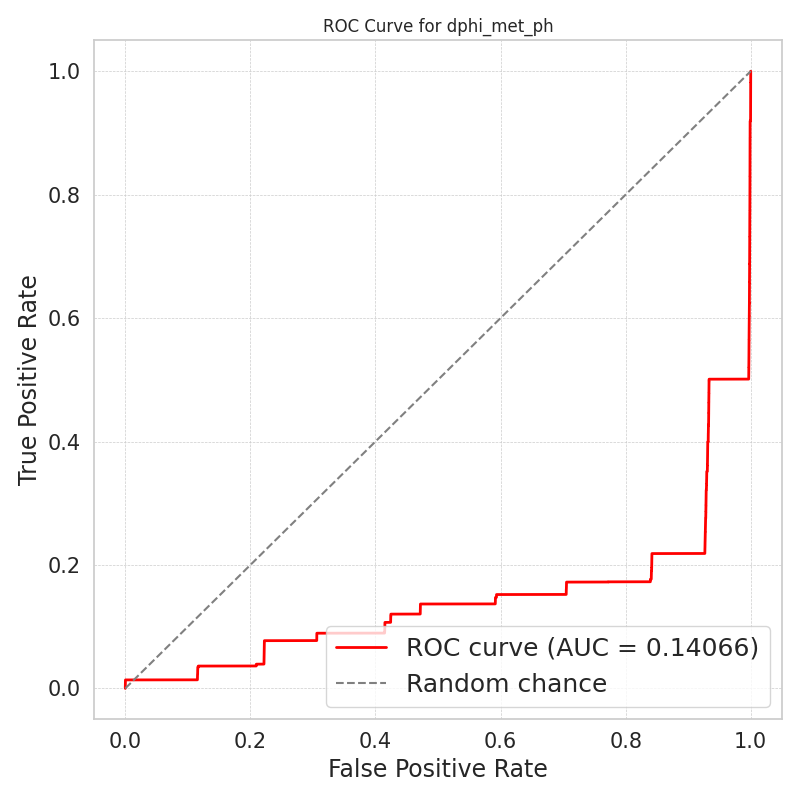 ROC Curve for dphi_met_ph
True Positive Rate
1.0
0.8
0.6
0.4
0.2
0.0
ROC curve (AUC = 0.14066)
Random chance
0.0 0.2 0.4 0.6 0.8 1.0
False Positive Rate